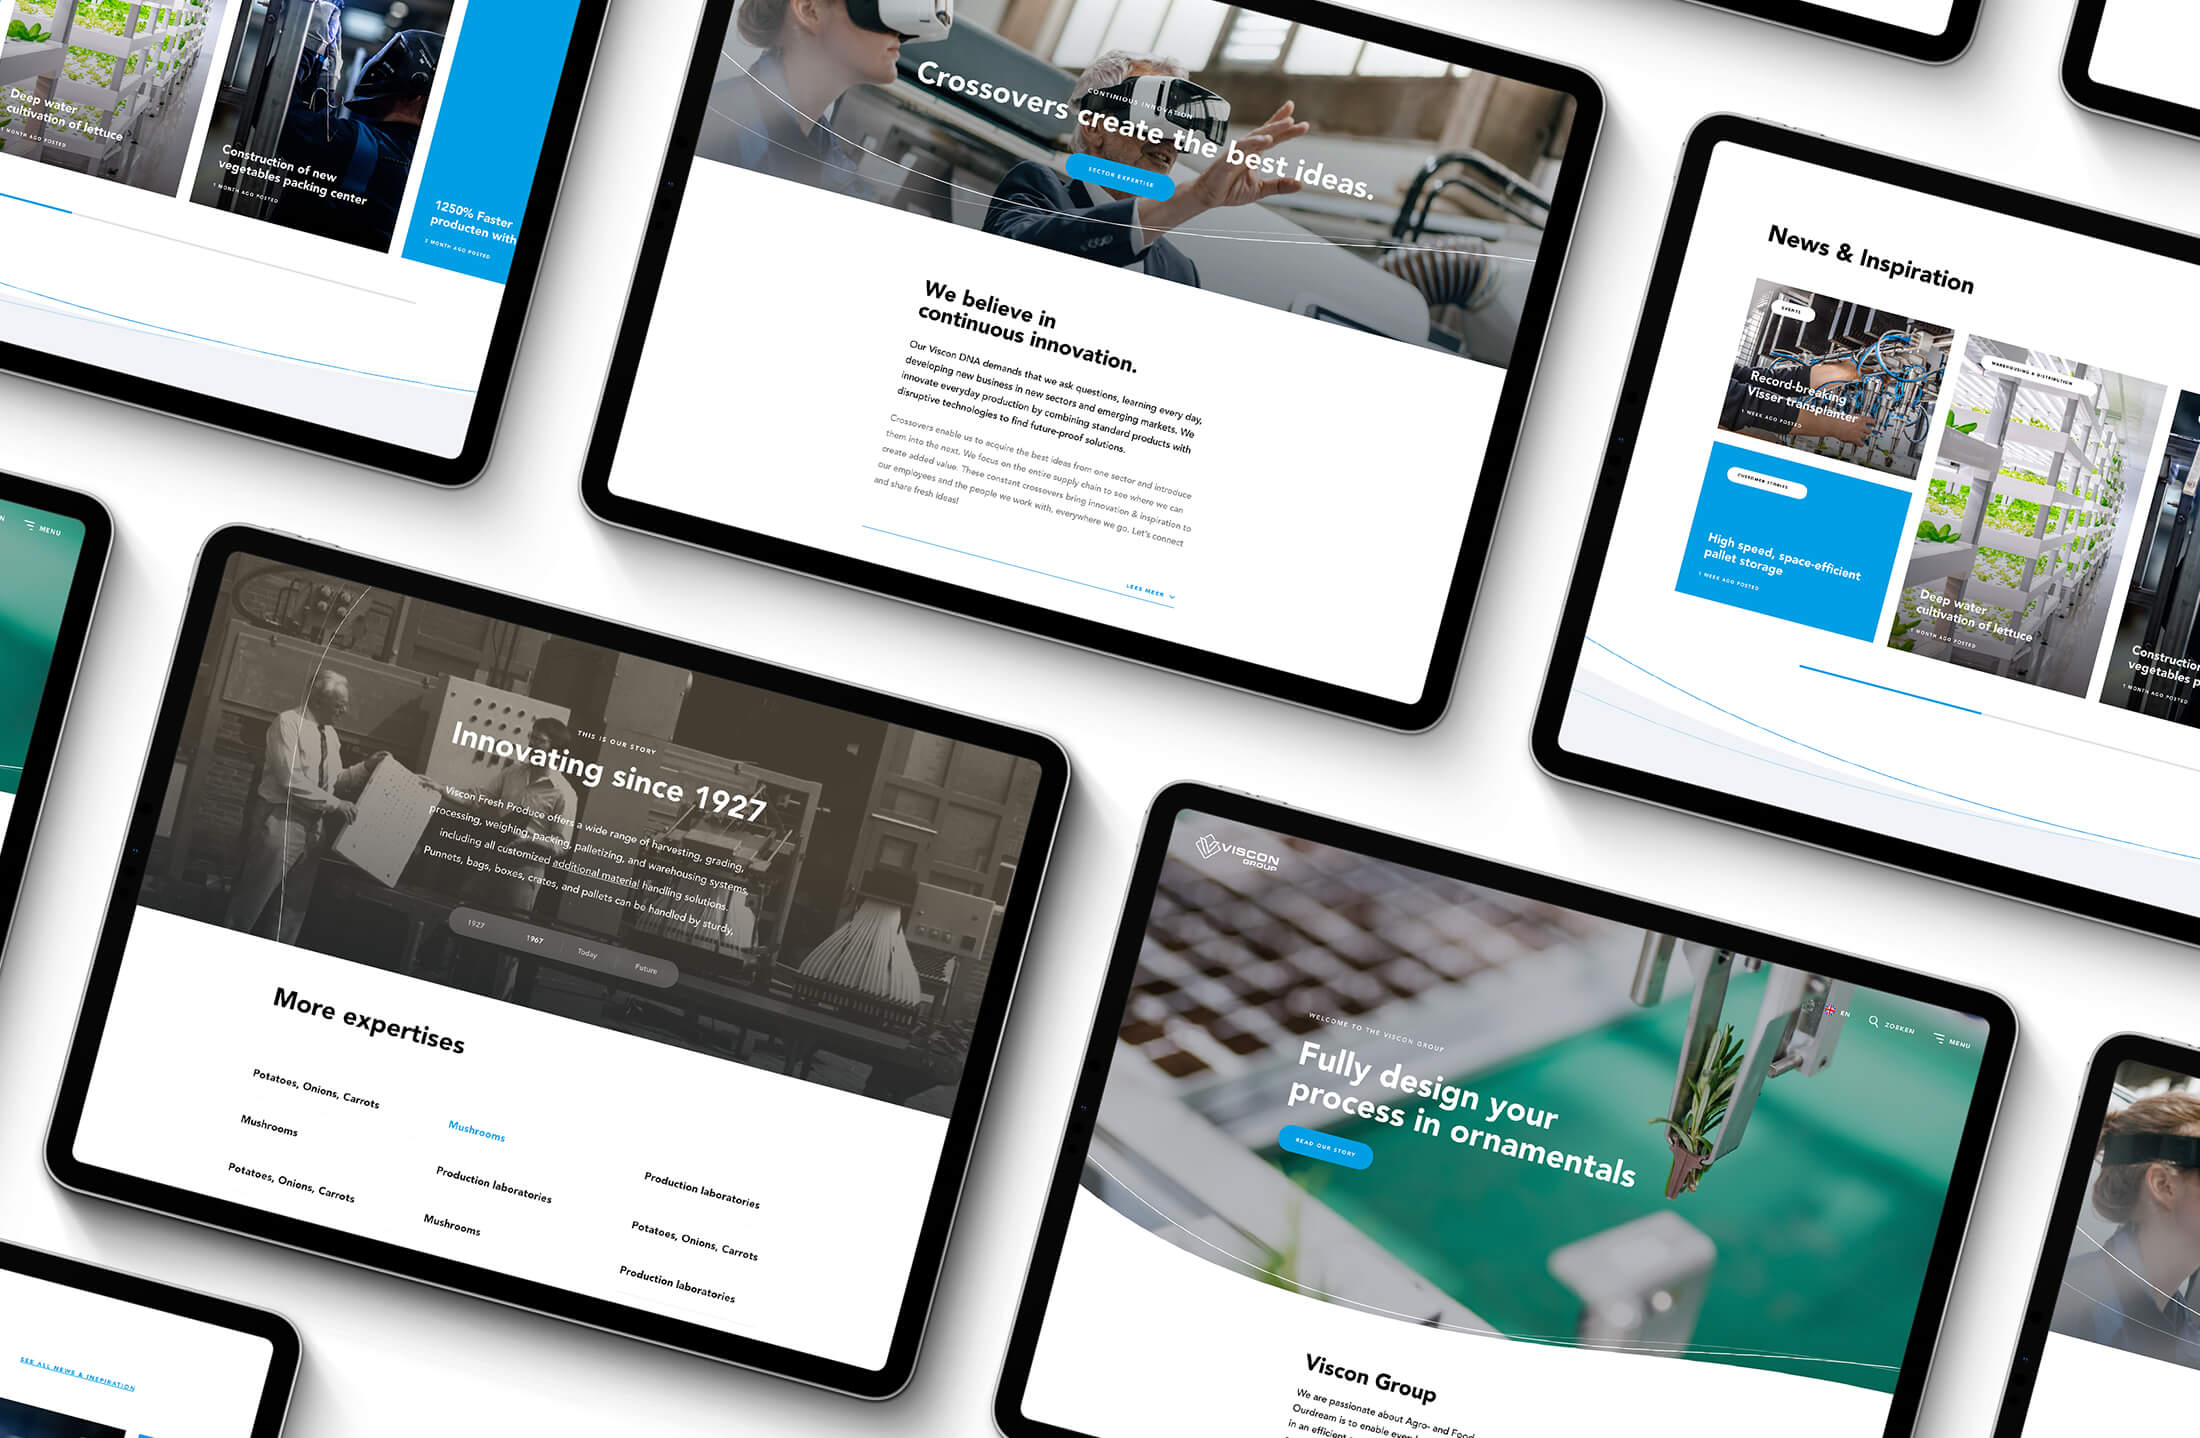 Deep water
cultivation of lettuce
1 MONTH AGO POSTED
Construction of new
vegetables packing center
1 MONTH AGO POSTED
1250% Faster
producten with
2 MONTH AGO POSTED
CONTINIOUS INNOVATION
Crossovers create the best ideas.
SECTOR EXPERTISE
We believe in
continuous innovation.
Our Viscon DNA demands that we ask questions, learning every day,
developing new business in new sectors and emerging markets. We
innovate everyday production by combining standard products with
disruptive technologies to find future-proof solutions.
Crossovers enable us to acquire the best ideas from one sector and introduce
them into the next. We focus on the entire supply chain to see where we can
create added value. These constant crossovers bring innovation & inspiration to
our employees and the people we work with, everywhere we go. Let's connect
and share fresh ideas!
LEES MEER
News & Inspiration
EVENTS
Record-breaking
Visser transplanter
1 WEEK AGO POSTED
CUSTOMER STORIES
High speed, space-efficient
pallet storage
1 WEEK AGO POSTED
WAREHOUSING & DISTRIBUTION
Deep water
cultivation of lettuce
1 MONTH AGO POSTED
Constructio
vegetables p
1 MONTH AGO POSTED
N
MENU
THIS IS OUR STORY
Innovating since 1927
Viscon Fresh Produce offers a wide range of harvesting, grading,
processing, weighing, packing, palletizing, and warehousing systems,
including all customized additional material handling solutions.
Punnets, bags, boxes, crates, and pallets can be handled by sturdy,
1927
1967
Today
Future
More expertises
Potatoes, Onions, Carrots
Mushrooms
Potatoes, Onions, Carrots
Mushrooms
Production laboratories
Mushrooms
Production laboratories
Potatoes, Onions, Carrots
Production laboratories
VISCON
GROUP
EN
ZOEKEN
MENU
WELCOME TO THE VISCON GROUP
Fully design your
process in ornamentals
READ OUR STORY
Viscon Group
We are passionate about Agro- and Food
Ourdream is to enable ever
in an efficient
SEE ALL NEWS & INSPIRATION